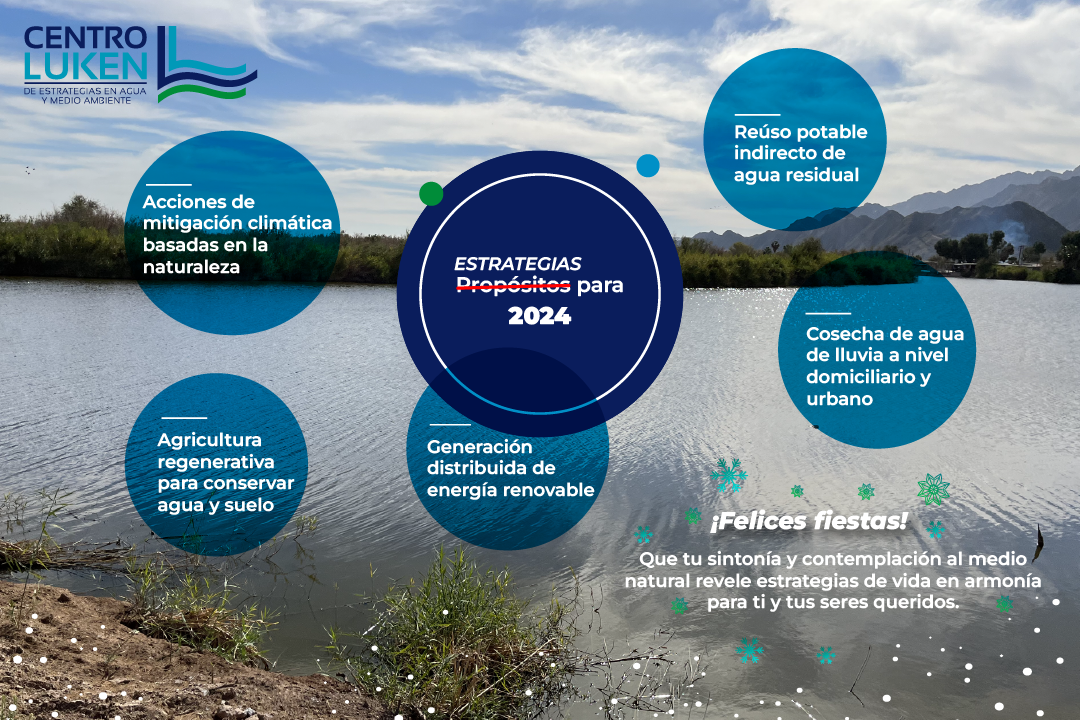 CENTRO
LUKEN
DE ESTRATEGIAS EN AGUA
Y MEDIO AMBIENTE
Acciones de
mitigación climática
basadas en la
naturaleza
ESTRATEGIAS
Propósitos para
2024
Reúso potable
indirecto de
agua residual
Cosecha de agua
de lluvia a nivel
domiciliario y
urbano
Agricultura
regenerativa
para conservar
agua y suelo
Generación
distribuida de
energía renovable
¡Felices fiestas!
Que tu sintonía y contemplación al medio
natural revele estrategias de vida en armonía
para ti y tus seres queridos.